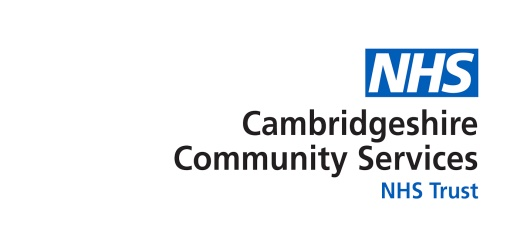 NHS
Cambridgeshire
Community Services
NHS Trust